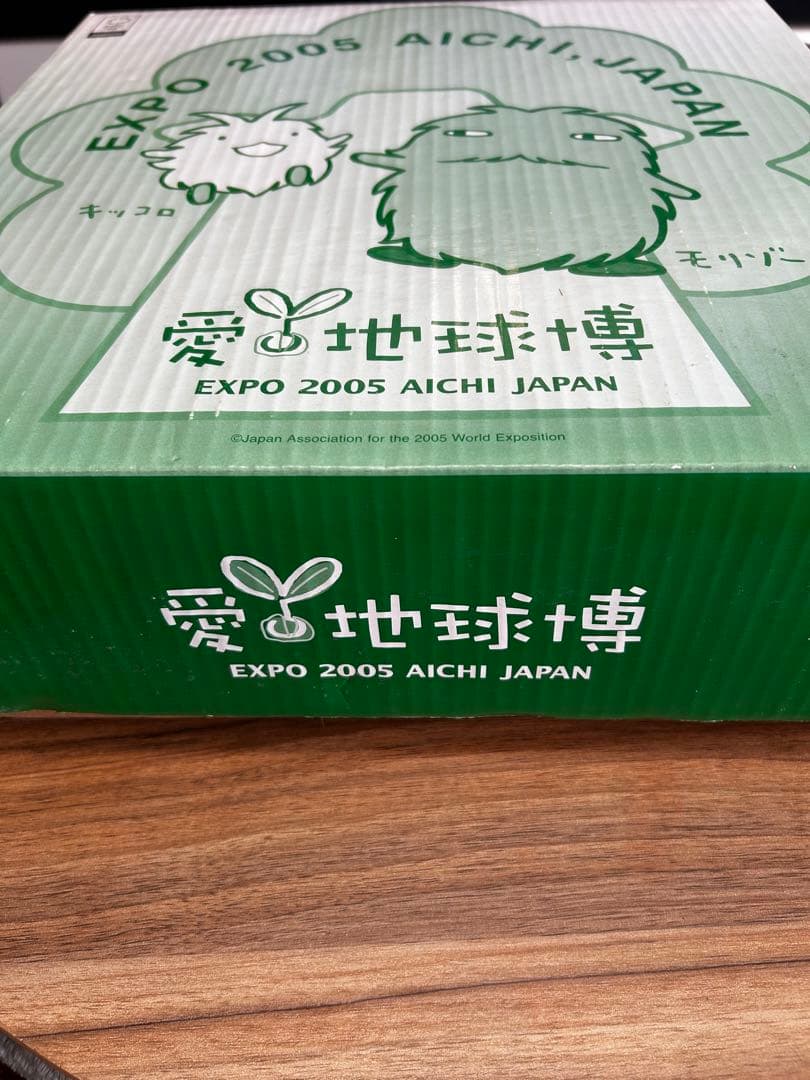 EXPO 2005 AICHI, JAPAN
キッコロ
モリゾー
愛・地球博
EXPO 2005 AICHI JAPAN
©Japan Association for the 2005 World Exposition
愛・地球博
EXPO 2005 AICHI JAPAN